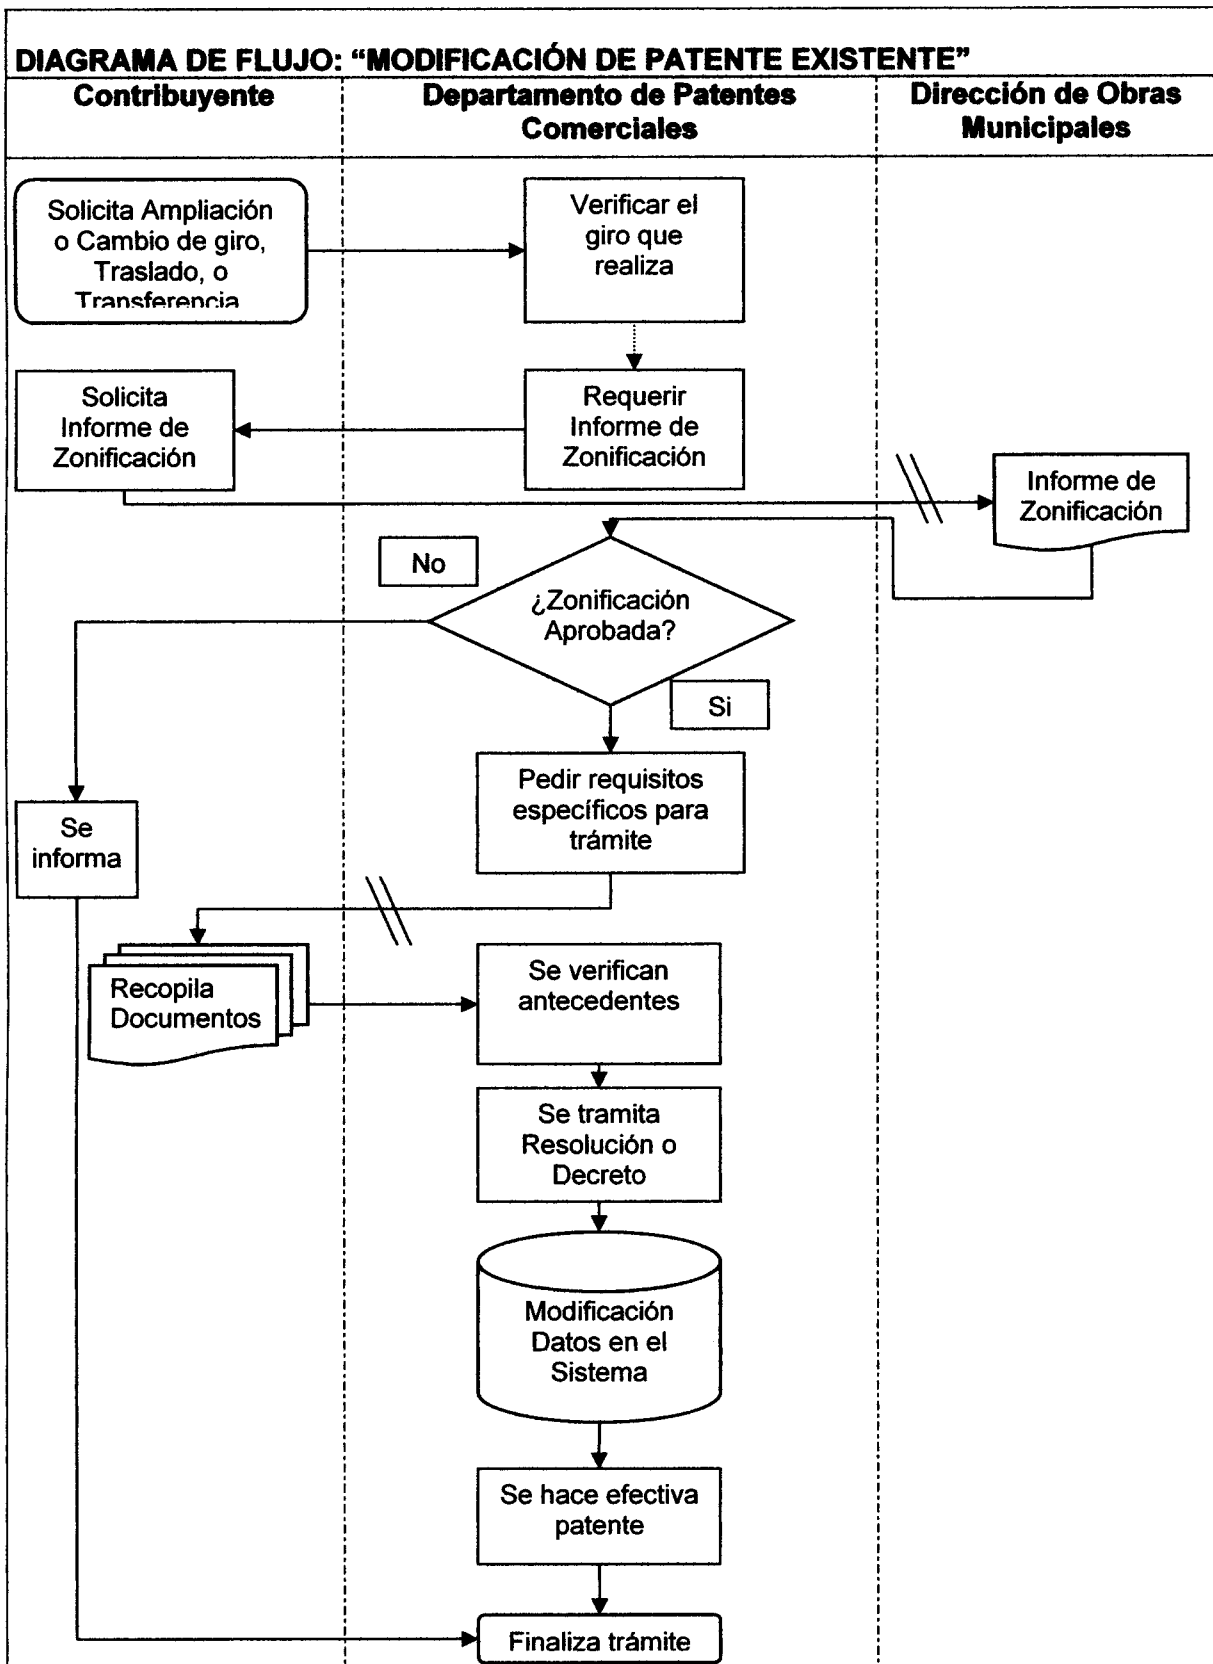 DIAGRAMA DE FLUJO: “MODIFICACIÓN DE PATENTE EXISTENTE”
Contribuyente
Departamento de Patentes
Comerciales
Dirección de Obras
Municipales
Solicita Ampliación
o Cambio de giro,
Traslado, o
Transferencia
Verificar el
giro que
realiza
Solicita
Informe de
Zonificación
Requerir
Informe de
Zonificación
Informe de
Zonificación
No
¿Zonificación
Aprobada?
Si
Pedir requisitos
específicos para
trámite
Se
informa
Recopila
Documentos
Se verifican
antecedentes
Se tramita
Resolución o
Decreto
Modificación
Datos en el
Sistema
Se hace efectiva
patente
Finaliza trámite